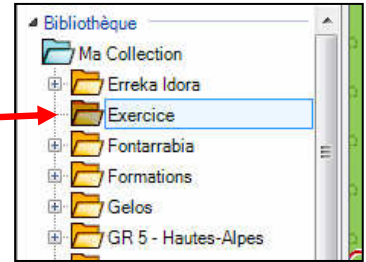 Bibliothèque
Ma Collection
Erreka Idora
Exercice
Fontarrabia
Formations
Gelos
GR 5 - Hautes-Alpes